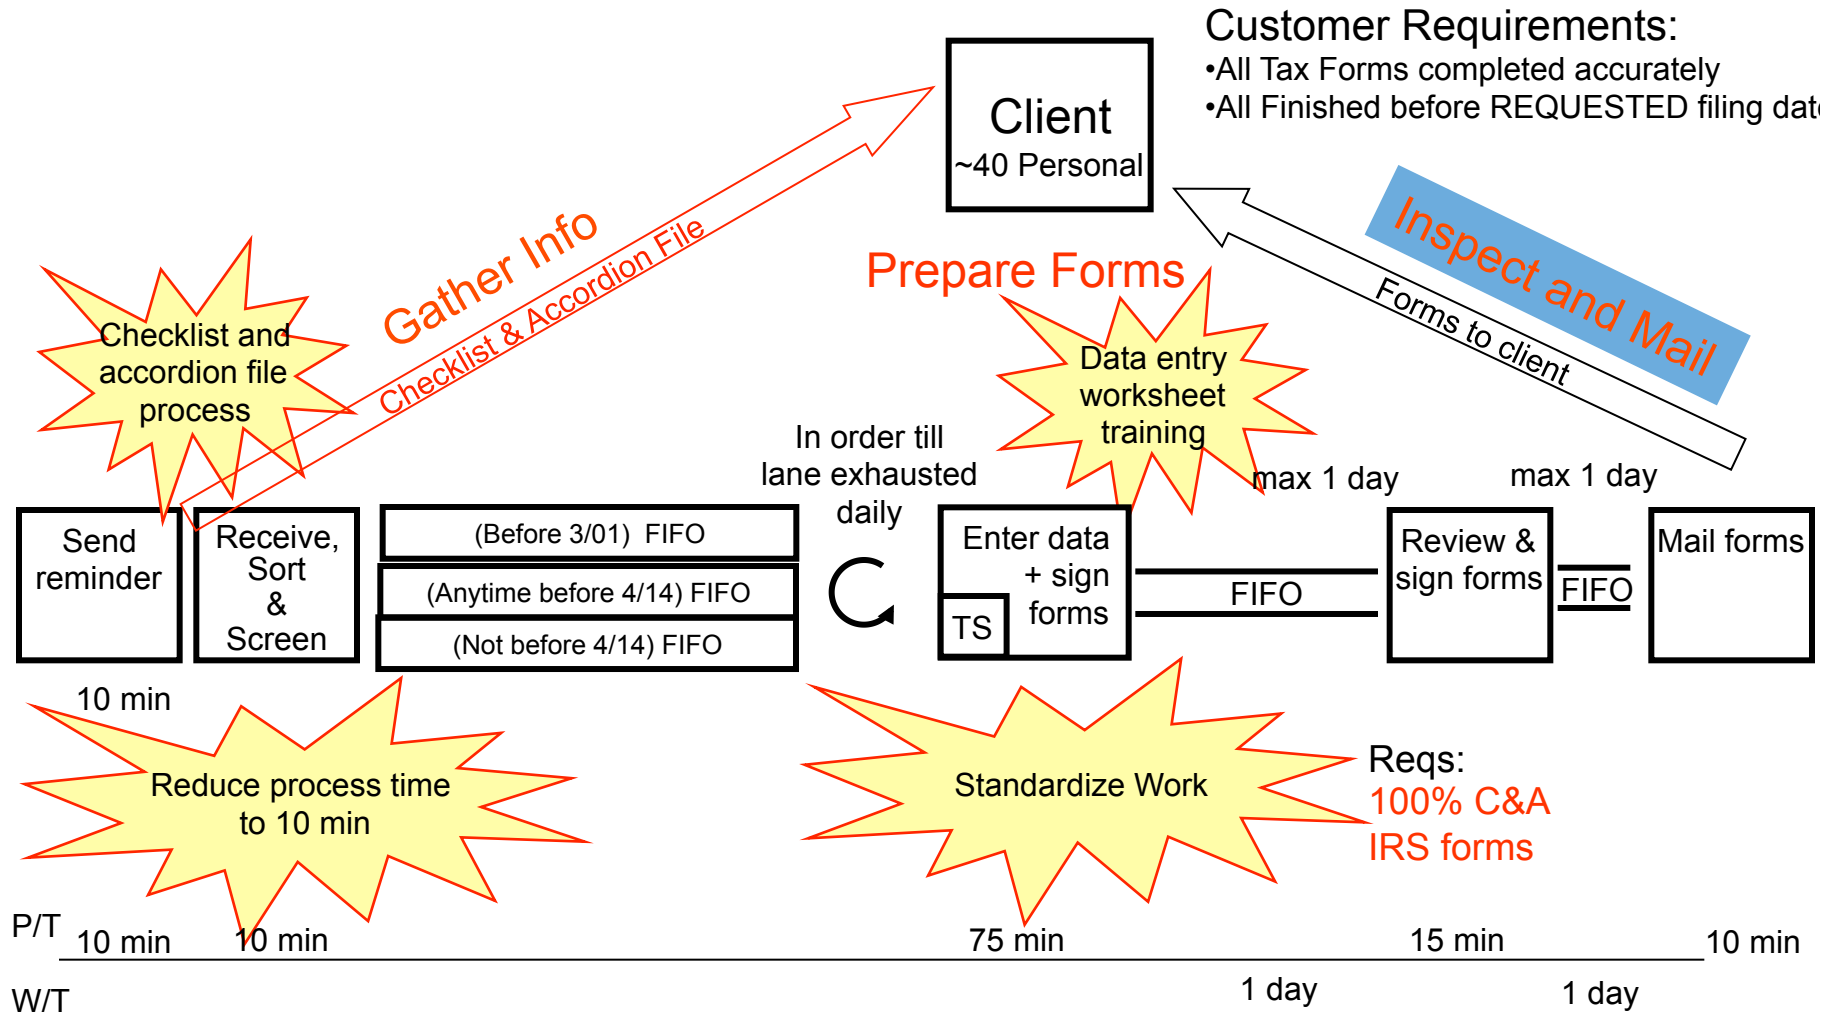 Customer Requirements:
•All Tax Forms completed accurately
•All Finished before REQUESTED filing
Client
~40 Personal
Gather Info
Checklist & Accordion File
Inspect and Mail
Forms to client
Prepare Forms
Checklist and
accordion file
process
Data entry
worksheet
training
In order till
lane exhausted
daily
max 1 day
max 1 day
Send
reminder
Receive,
Sort
&
Screen
(Before 3/01) FIFO
(Anytime before 4/14) FIFO
(Not before 4/14) FIFO
Enter data
+ sign
forms
TS
FIFO
Review &
sign forms
FIFO
Mail forms
10 min
Reduce process time
to 10 min
Standardize Work
Reqs:
100% C&A
IRS forms
P/T
10 min
10 min
75 min
15 min
10 min
W/T
1 day
1 day